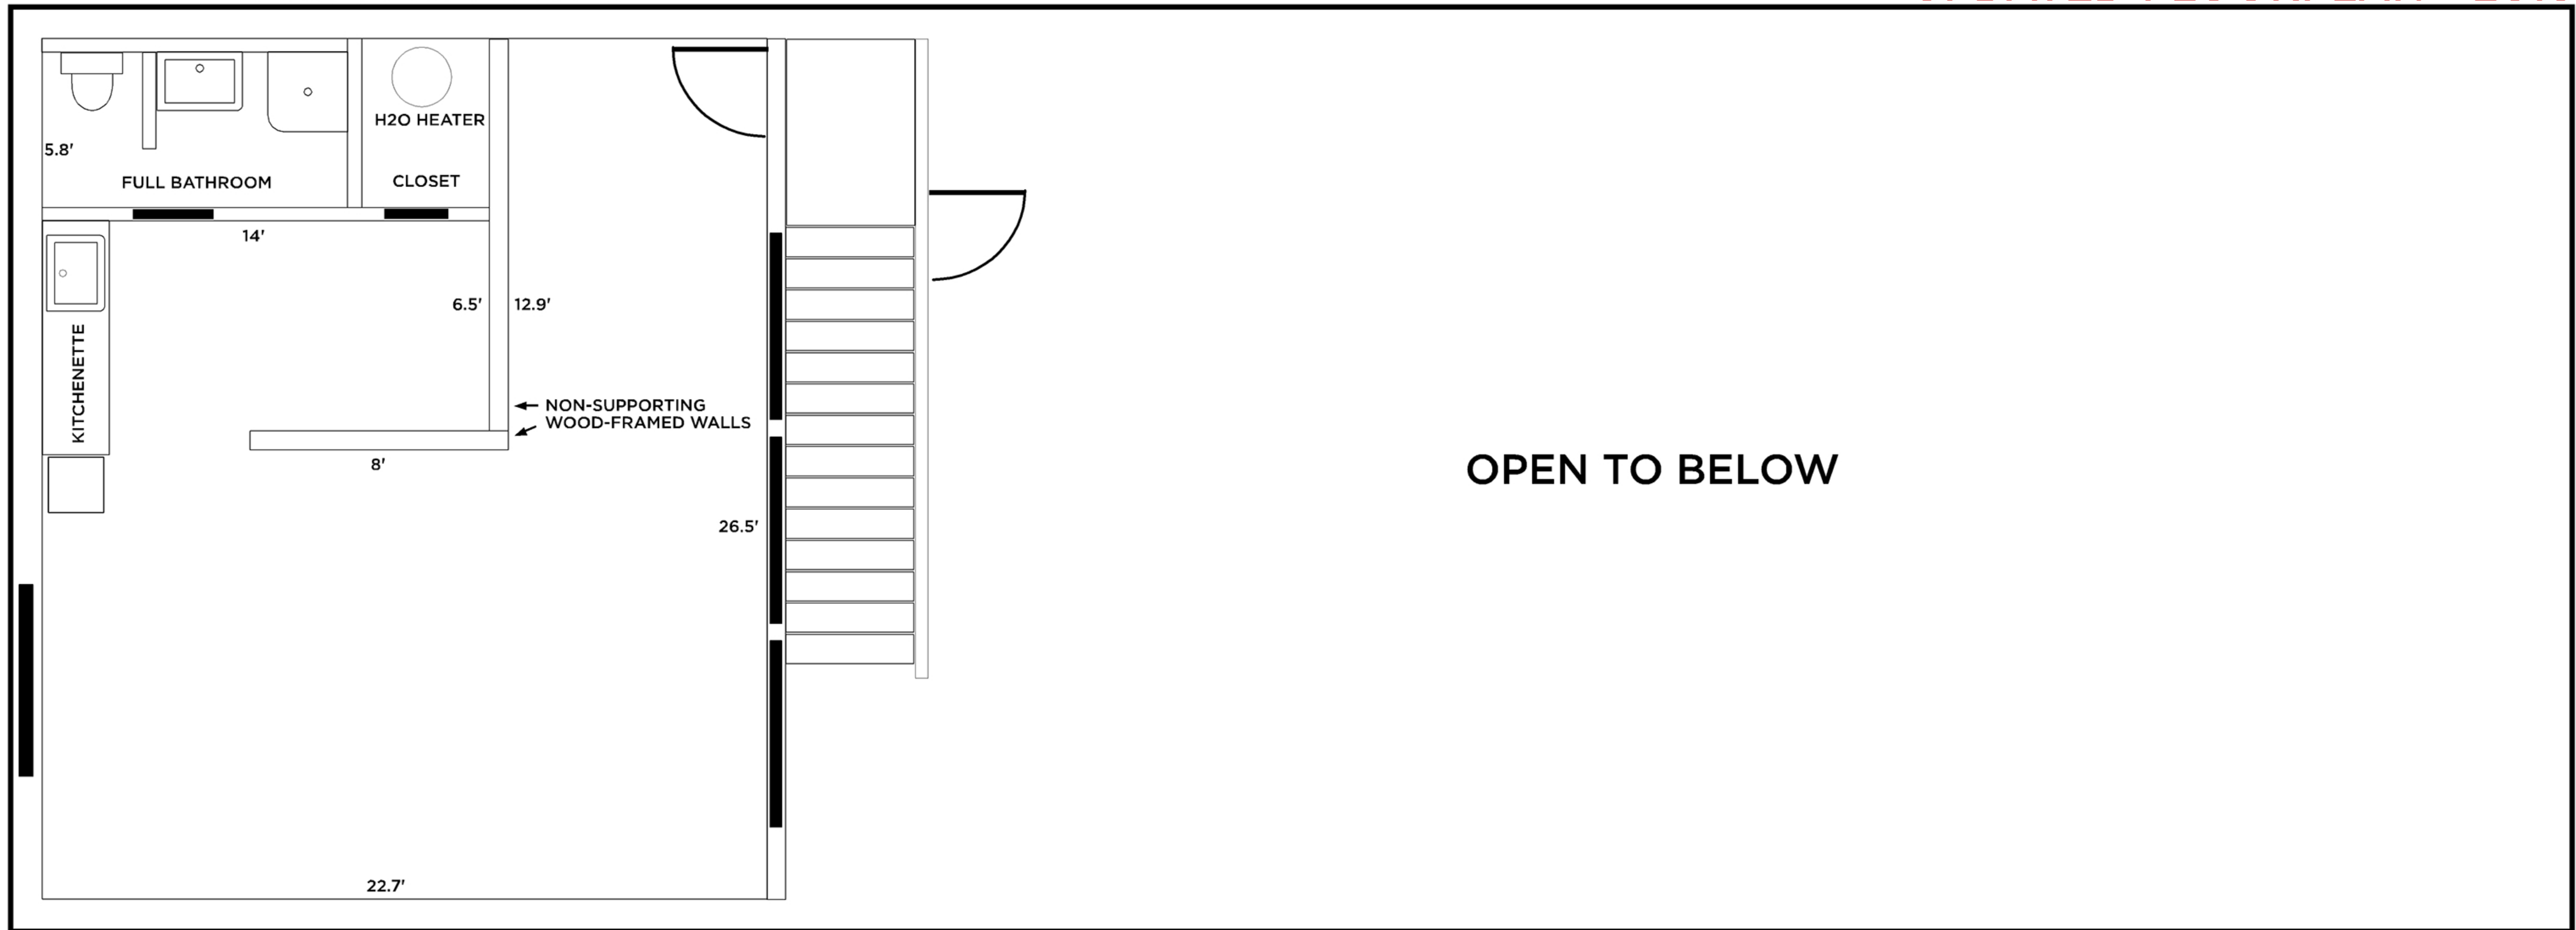 H2O HEATER
5.8'
FULL BATHROOM
CLOSET
14'
6.5'
12.9'
KITCHENETTE
NON-SUPPORTING
WOOD-FRAMED WALLS
8'
OPEN TO BELOW
26.5'
22.7'